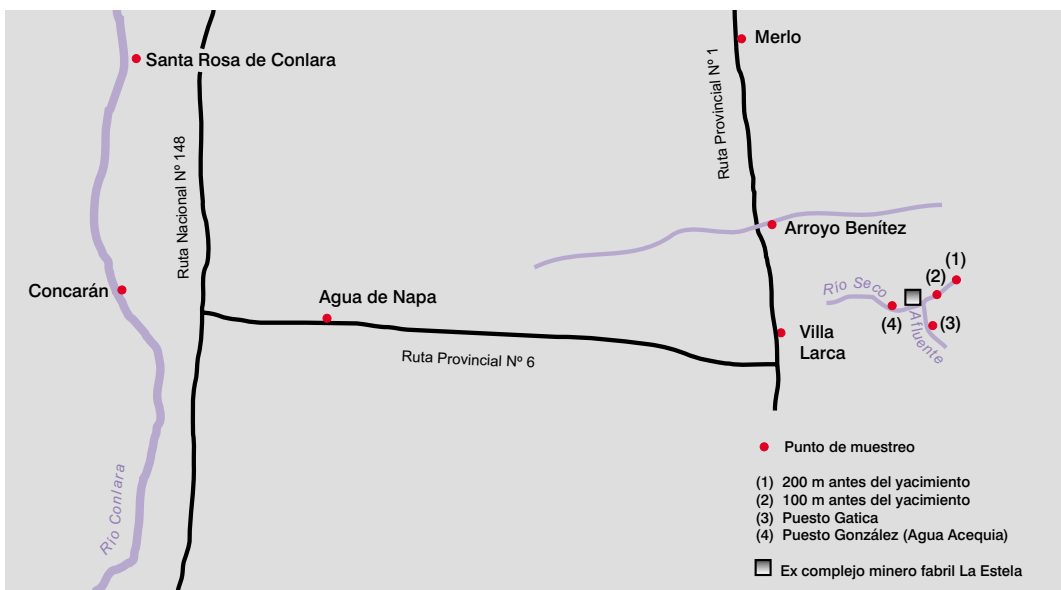 Santa Rosa de Conlara
Merlo
Ruta Nacional Nº 148
Ruta Provincial Nº 1
Arroyo Benítez
Concarán
Agua de Napa
Ruta Provincial Nº 6
Río Seco
(1)
(2)
(4)
(3)
Afluente
Villa
Larca
Río Conlara
Punto de muestreo
(1) 200 m antes del yacimiento
(2) 100 m antes del yacimiento
(3) Puesto Gatica
(4) Puesto González (Agua Acequia)
Ex complejo minero fabril La Estela